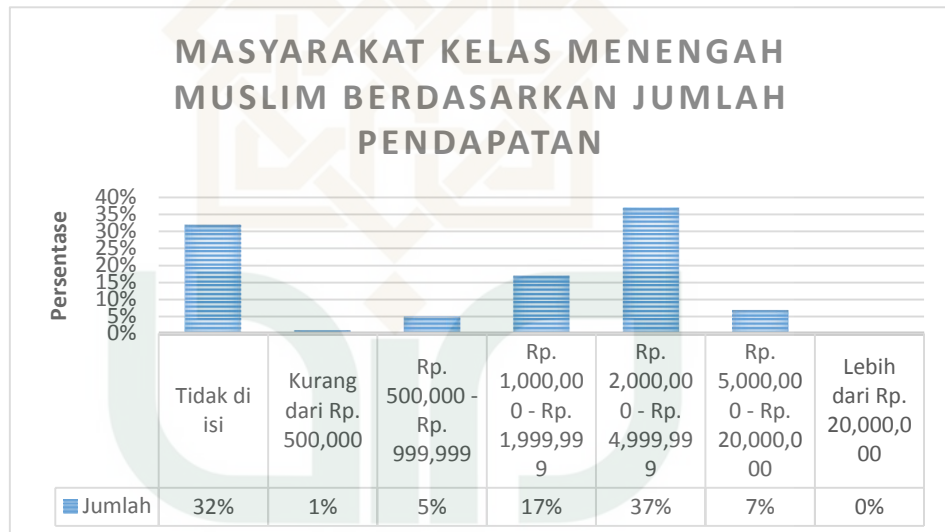 MASYARAKAT KELAS MENENGAH
MUSLIM BERDASARKAN JUMLAH
PENDAPATAN
Persentase
40%
35%
30%
25%
20%
15%
10%
5%
0%
Tidak di
isi
Kurang
dari Rp.
500,000
Rp.
500,000 -
Rp.
999,999
Rp.
1,000,00
0 - Rp.
1,999,99
9
Rp.
2,000,00
0 - Rp.
4,999,99
9
Rp.
5,000,00
0 - Rp.
20,000,0
00
Lebih
dari Rp.
20,000,0
00
Jumlah 32% 1% 5% 17% 37% 7% 0%